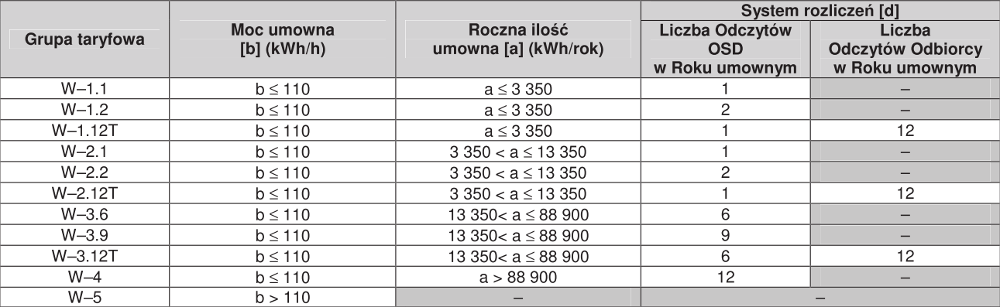 System rozliczeń [d]
Grupa taryfowa
Moc umowna
[b] (kWh/h)
Roczna ilość
umowna [a] (kWh/rok)
Liczba Odczytów
OSD
w Roku umownym
Liczba
Odczytów Odbiorcy
w Roku umownym
W–1.1 b ≤ 110 a ≤ 3 350 1 –
W–1.2 b ≤ 110 a ≤ 3 350 2 –
W–1.12T b ≤ 110 a ≤ 3 350 1 12
W–2.1 b ≤ 110 3 350 < a ≤ 13 350 1 –
W–2.2 b ≤ 110 3 350 < a ≤ 13 350 2 –
W–2.12T b ≤ 110 3 350 < a ≤ 13 350 1 12
W–3.6 b ≤ 110 13 350< a ≤ 88 900 6 –
W–3.9 b ≤ 110 13 350< a ≤ 88 900 9 –
W–3.12T b ≤ 110 13 350< a ≤ 88 900 6 12
W–4 b ≤ 110 a > 88 900 12 –
W–5 b > 110 – –